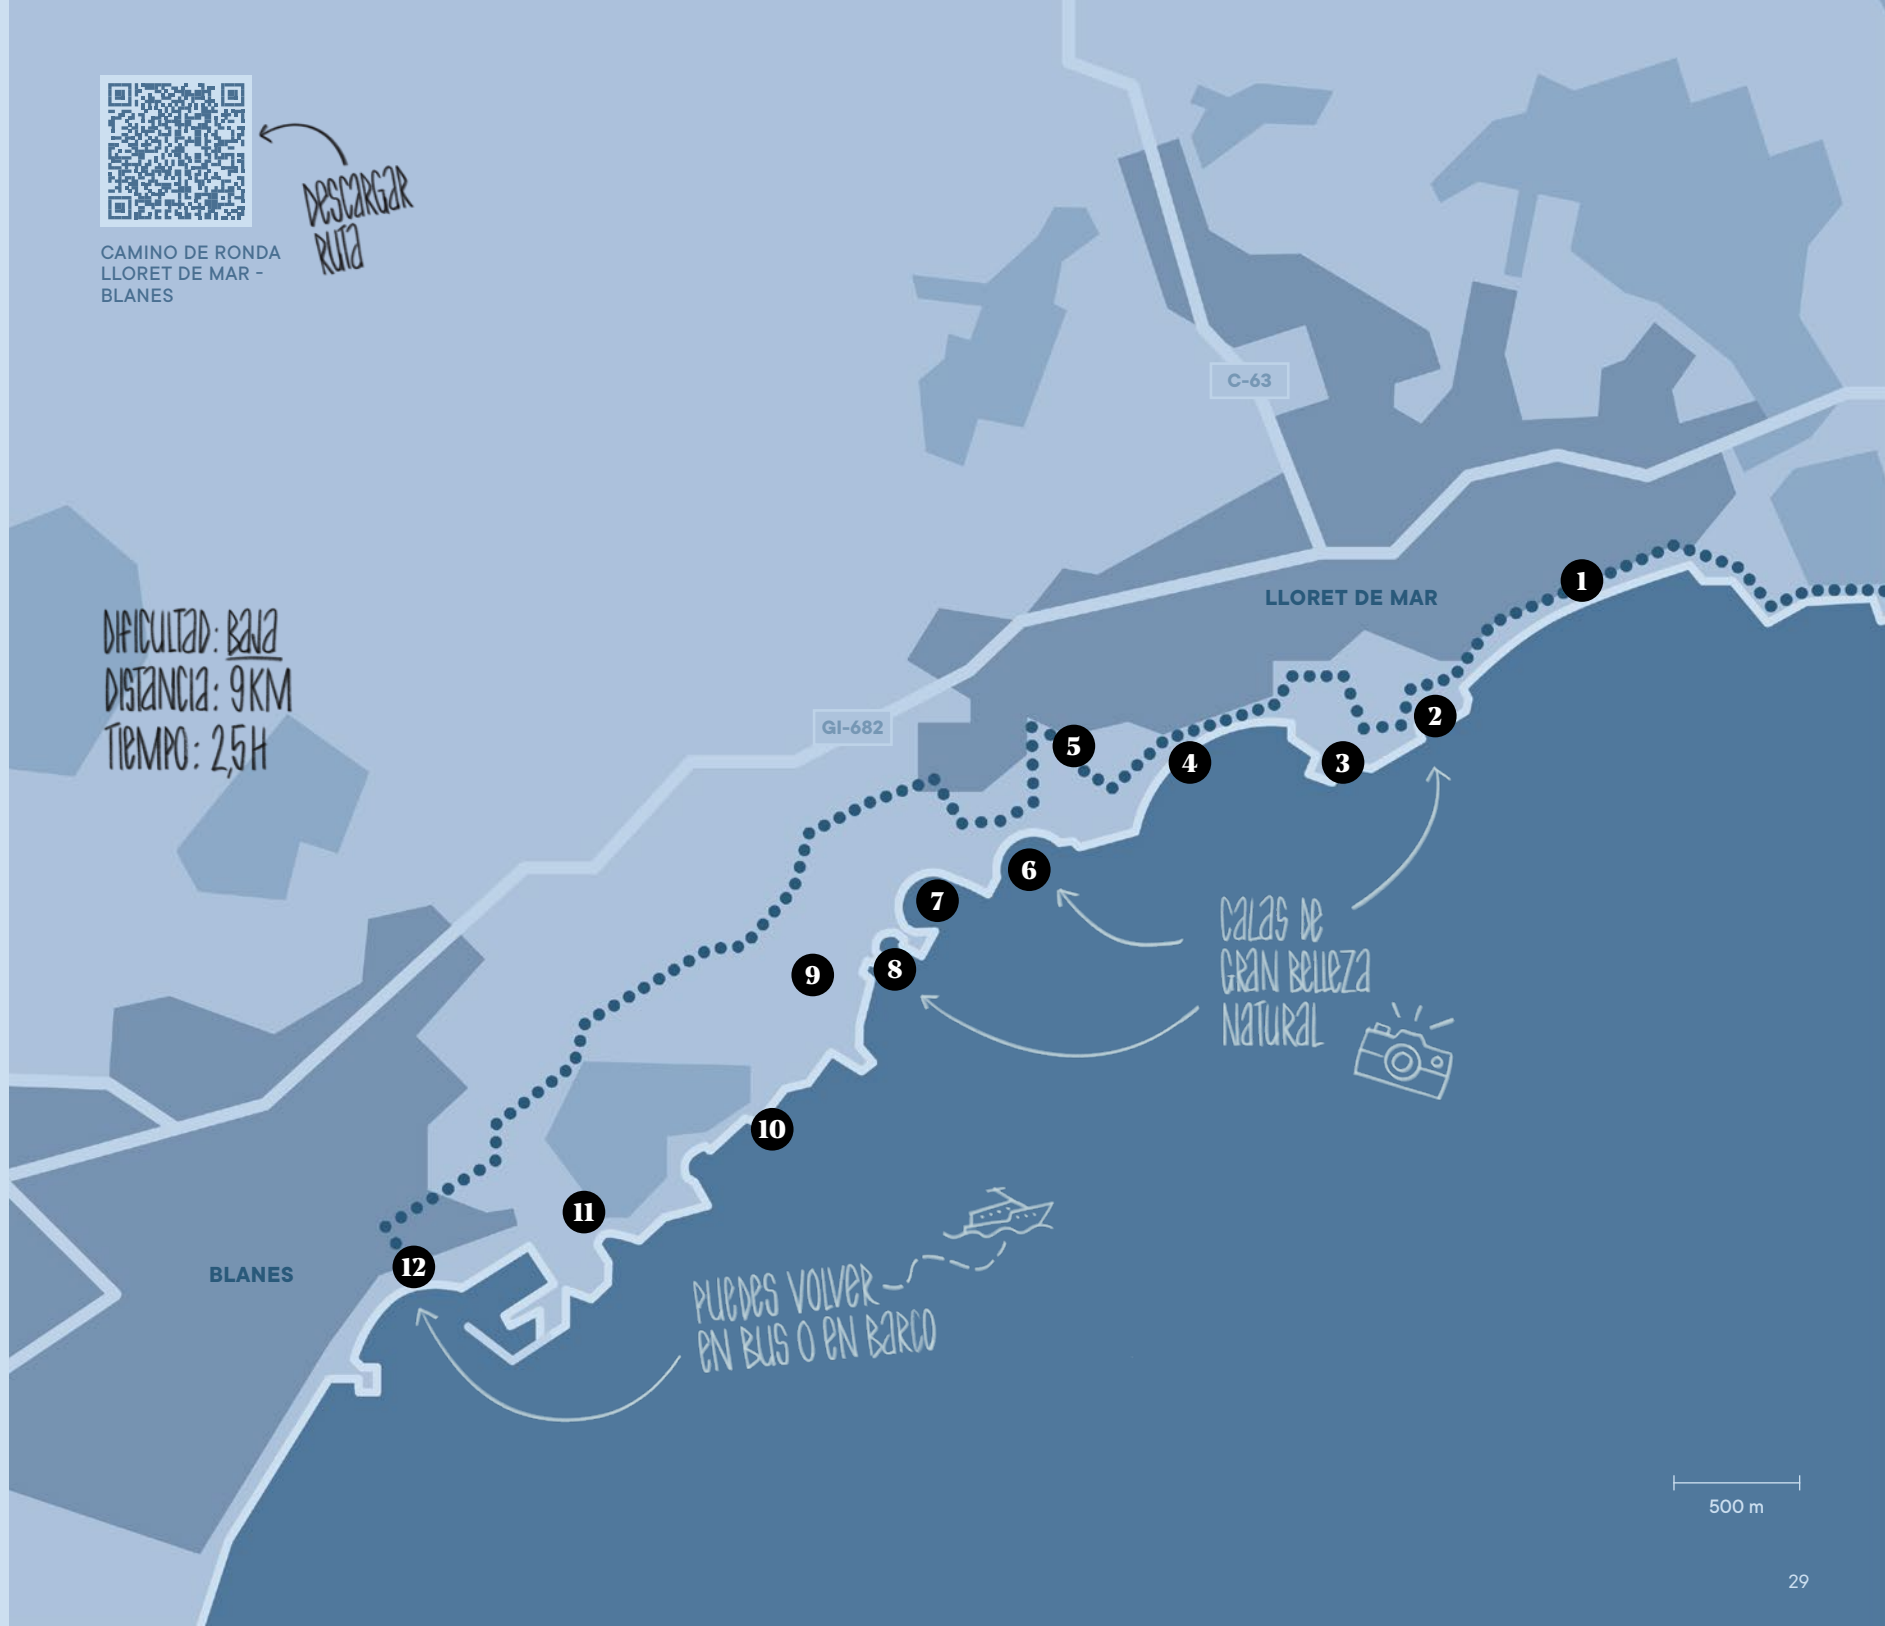 DESCARGAR
RUTA
CAMINO DE RONDA
LLORET DE MAR -
BLANES
C-63
DIFICULTAD: BAJA
DISTANCIA: 9KM
TIEMPO: 2,5H
LLORET DE MAR
GI-682
1
2
3
4
5
6
7
8
9
10
11
12
CALAS DE
GRAN BELLEZA
NATURAL
BLANES
PUEDES VOLVER
EN BUS O EN BARCO
500 m
29